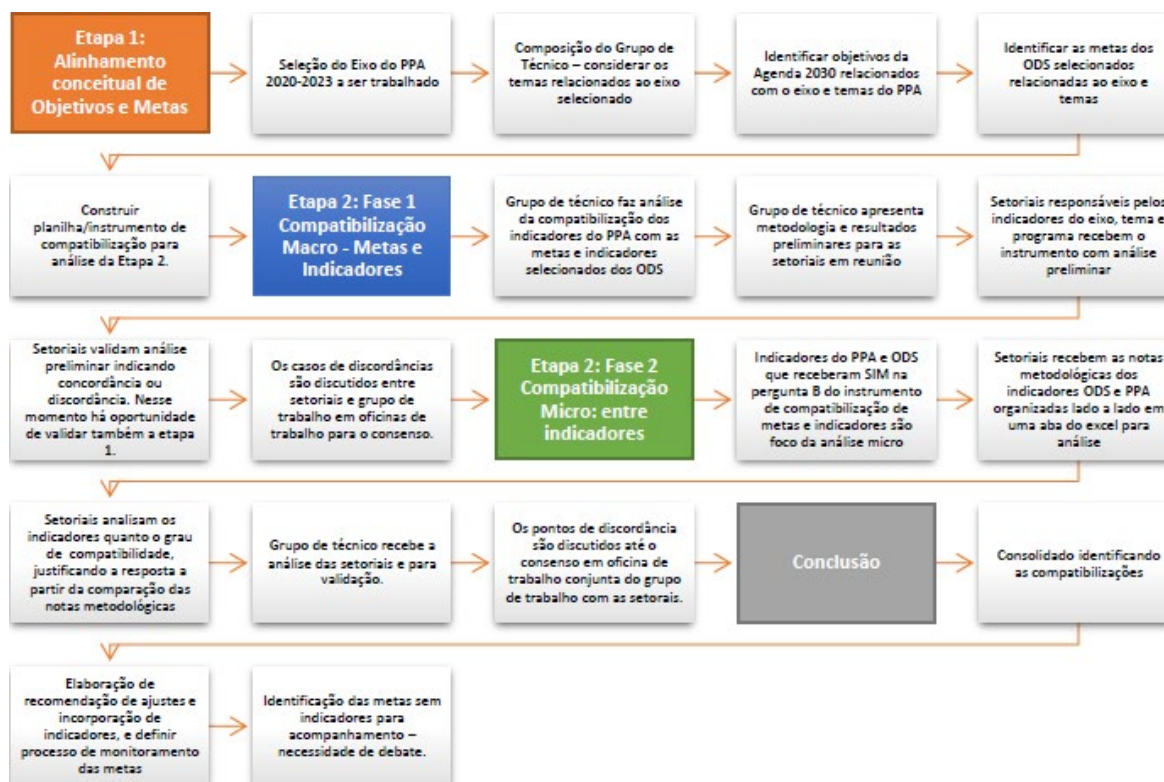 Etapa 1:
Alinhamento
conceitual de
Objetivos e Metas
Seleção do Eixo do PPA
2020-2023 a ser trabalhado
Composição do Grupo de
Técnico – considerar os
temas relacionados ao eixo
selecionado
Identificar objetivos da
Agenda 2030 relacionados
com o eixo e temas do PPA
Identificar as metas dos
ODS selecionados
relacionadas ao eixo e
temas
Construir
planilha/instrumento de
compatibilização para
análise da Etapa 2.
Etapa 2: Fase 1
Compatibilização
Macro - Metas e
Indicadores
Grupo de técnico faz análise
da compatibilização dos
indicadores do PPA com as
metas e indicadores
selecionados dos ODS
Grupo de técnico apresenta
metodologia e resultados
preliminares para as
setoriais em reunião
Setoriais responsáveis pelos
indicadores do eixo, tema e
programa recebem o
instrumento com análise
preliminar
Setoriais validam análise
preliminar indicando
concordância ou
discordância. Nesse
momento há oportunidade
de validar também a etapa
1.
Os casos de discordâncias
são discutidos entre
setoriais e grupo de
trabalho em oficinas de
trabalho para o consenso.
Etapa 2: Fase 2
Compatibilização
Micro: entre
indicadores
Indicadores do PPA e ODS
que receberam SIM na
pergunta B do instrumento
de compatibilização de
metas e indicadores são
foco da análise micro
Setoriais recebem as notas
metodológicas dos
indicadores ODS e PPA
organizadas lado a lado em
uma aba do excel para
análise
Setoriais analisam os
indicadores quanto o grau
de compatibilidade,
justificando a resposta a
partir da comparação das
notas metodológicas
Grupo de técnico recebe a
análise das setoriais e para
validação.
Os pontos de discordância
são discutidos até o
consenso em oficina de
trabalho conjunta do grupo
de trabalho com as setorais.
Conclusão
Consolidado identificando
as compatibilizações
Elaboração de
recomendação de ajustes e
incorporação de
indicadores, e definir
processo de monitoramento
das metas
Identificação das metas sem
indicadores para
acompanhamento –
necessidade de debate.